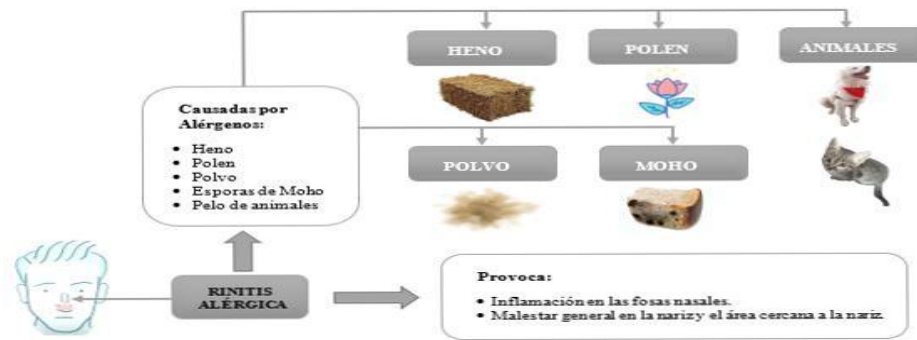 HENO
POLEN
ANIMALES
Causadas por
Alérgenos:
• Heno
• Polen
• Polvo
• Esporas de Moho
• Pelo de animales
POLVO
MOHO
RINITIS
ALÉRGICA
Provoca:
• Inflamación en las fosas nasales.
• Malestar general en la nariz y el área cercana a la nariz.